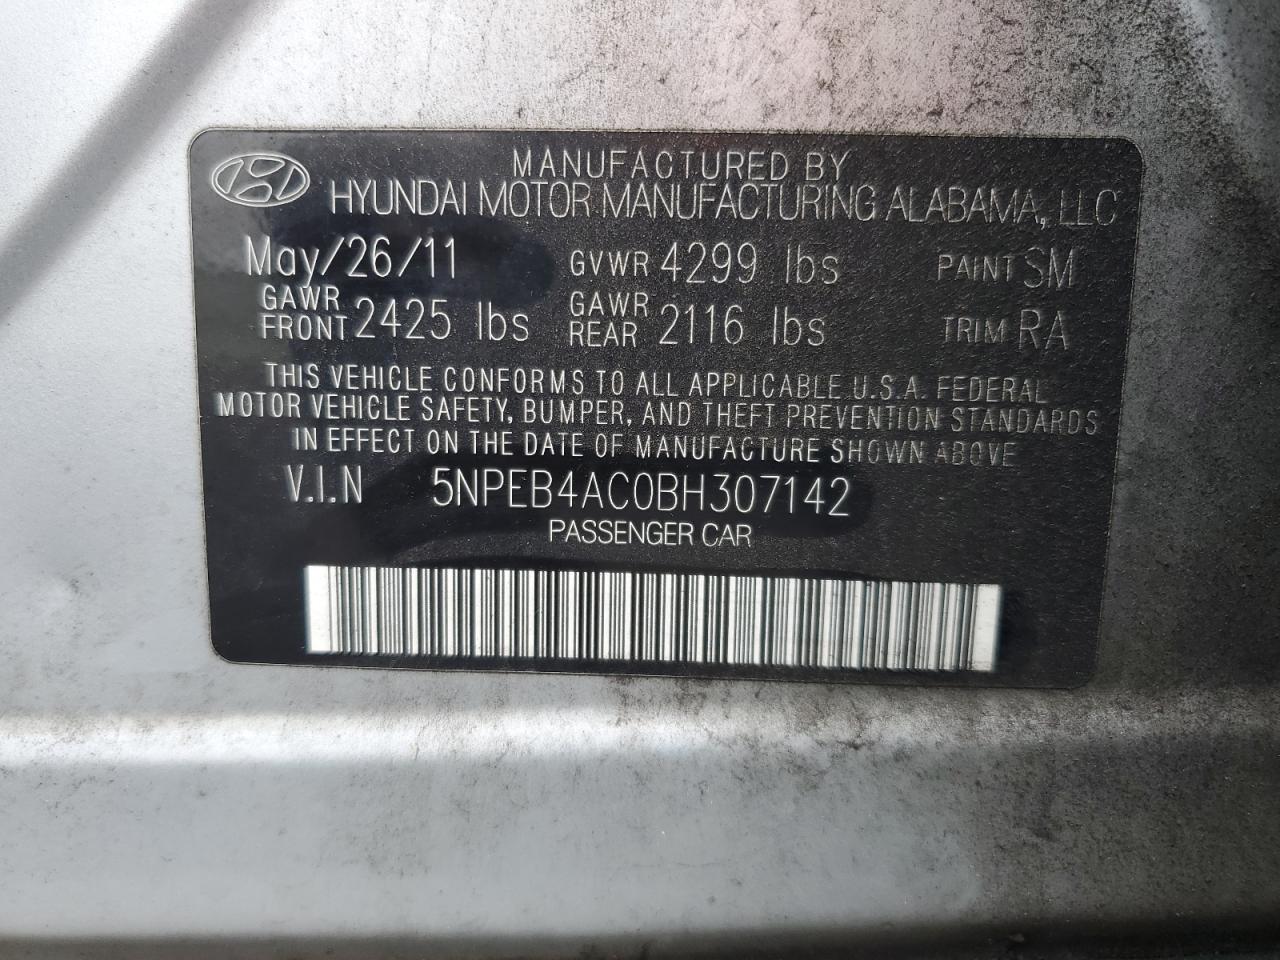 MANUFACTURED BY
HYUNDAI MOTOR MANUFACTURING ALABAMA, LLC
May/26/11 GVWR 4299 lbs PAINT SM
GAWR FRONT 2425 lbs GAWR REAR 2116 lbs TRIM RA
THIS VEHICLE CONFORMS TO ALL APPLICABLE U.S.A. FEDERAL
MOTOR VEHICLE SAFETY, BUMPER, AND THEFT PREVENTION STANDARDS
IN EFFECT ON THE DATE OF MANUFACTURE SHOWN ABOVE
V.I.N 5NPEB4AC0BH307142
PASSENGER CAR